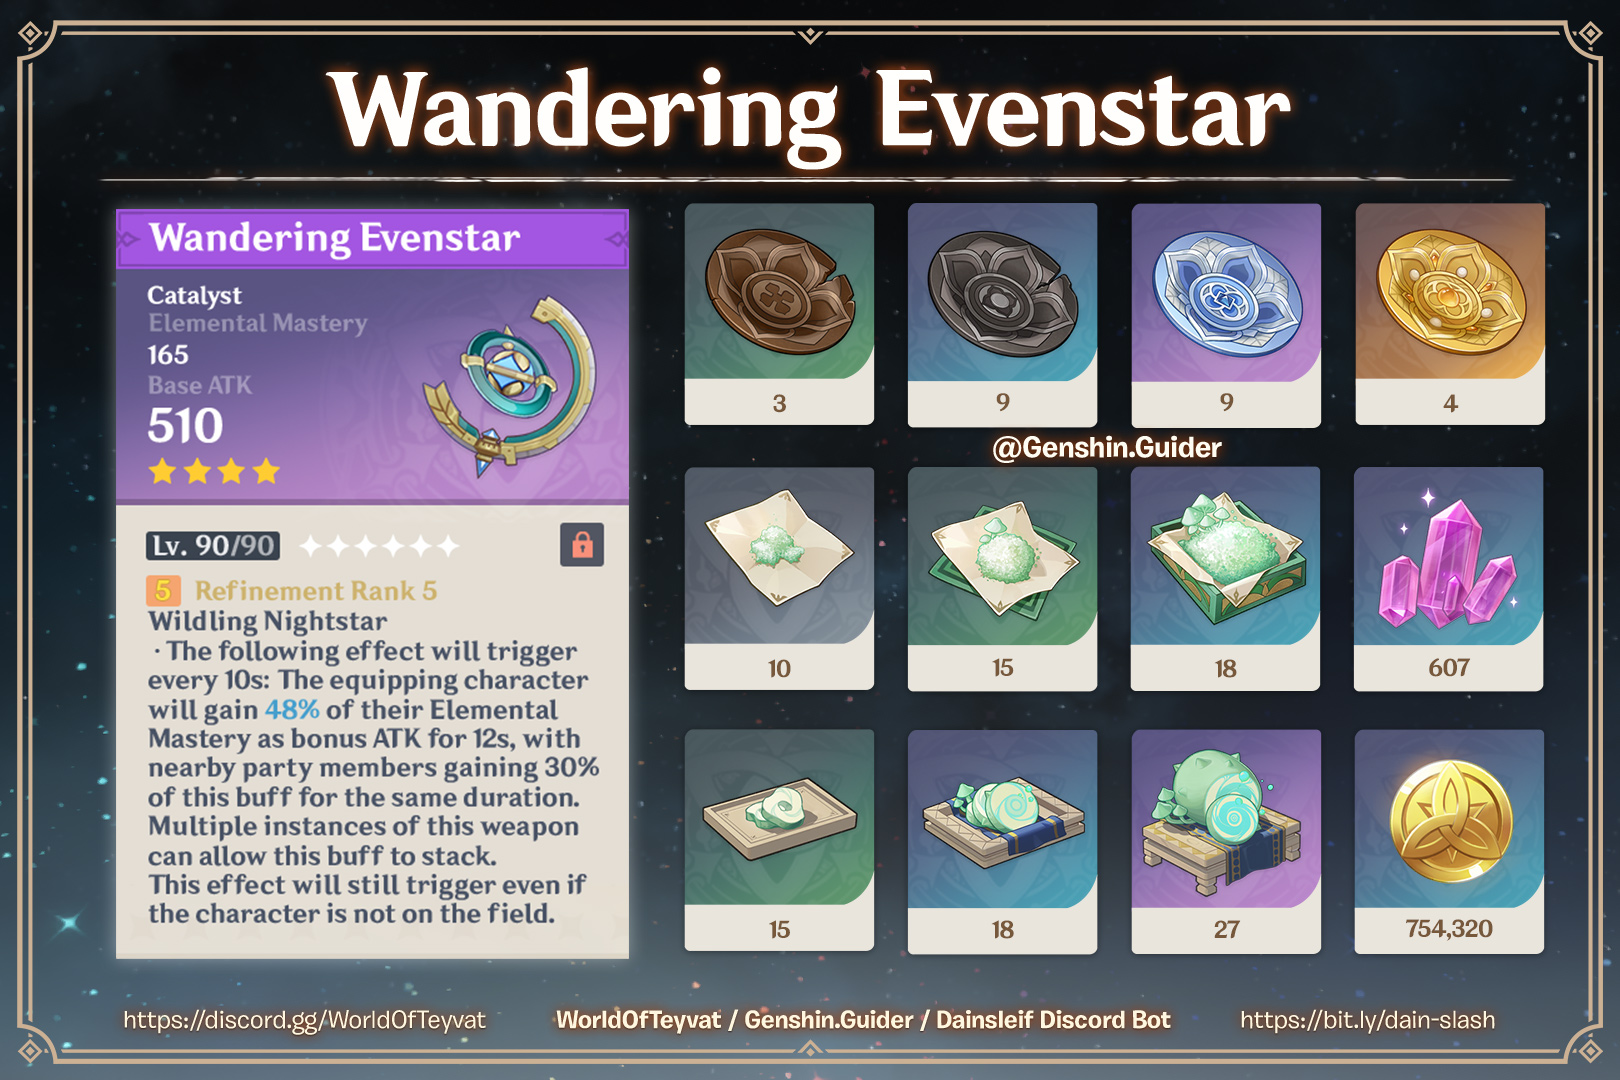 Wandering Evenstar
Wandering Evenstar
Catalyst
Elemental Mastery
165
Base ATK
510
Lv. 90/90
5 Refinement Rank 5
Wildling Nightstar
· The following effect will trigger
every 10s: The equipping character
will gain 48% of their Elemental
Mastery as bonus ATK for 12s, with
nearby party members gaining 30%
of this buff for the same duration.
Multiple instances of this weapon
can allow this buff to stack.
This effect will still trigger even if
the character is not on the field.
3
9
9
4
@Genshin.Guider
10
15
18
607
15
18
27
754,320
https://discord.gg/WorldOfTeyvat
WorldOfTeyvat / Genshin.Guider / Dainsleif Discord Bot
https://bit.ly/dain-slash